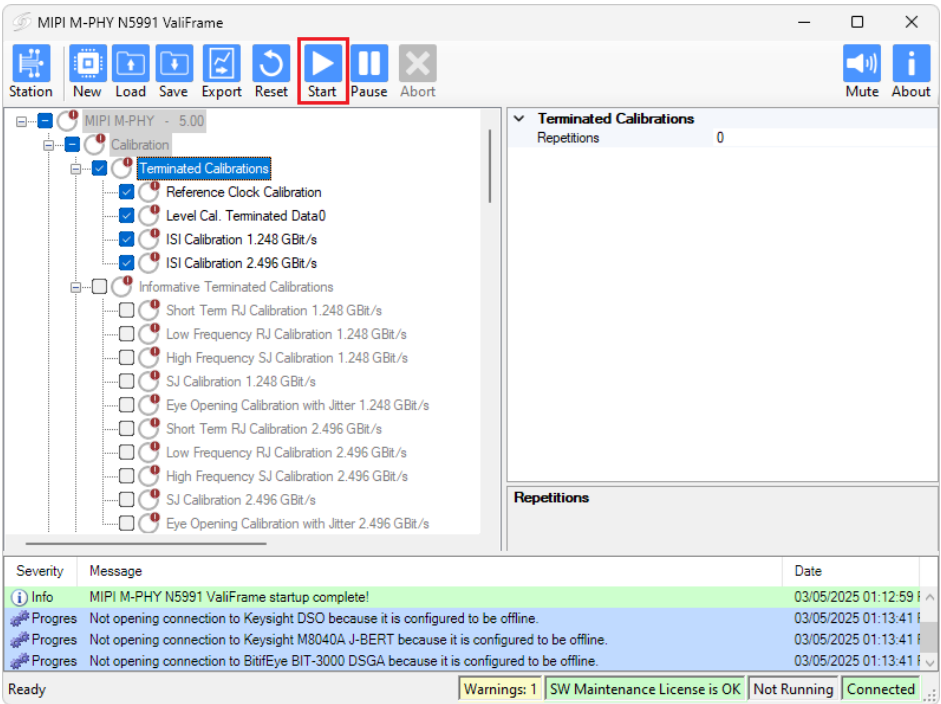 MIPI M-PHY N5991 ValiFrame
Station New Load Save Export Reset Start Pause Abort Mute About
MIPI M-PHY - 5.00
Calibration
Terminated Calibrations
Reference Clock Calibration
Level Cal. Terminated Data0
ISI Calibration 1.248 GBit/s
ISI Calibration 2.496 GBit/s
Informative Terminated Calibrations
Short Term RJ Calibration 1.248 GBit/s
Low Frequency RJ Calibration 1.248 GBit/s
High Frequency SJ Calibration 1.248 GBit/s
SJ Calibration 1.248 GBit/s
Eye Opening Calibration with Jitter 1.248 GBit/s
Short Term RJ Calibration 2.496 GBit/s
Low Frequency RJ Calibration 2.496 GBit/s
High Frequency SJ Calibration 2.496 GBit/s
SJ Calibration 2.496 GBit/s
Eye Opening Calibration with Jitter 2.496 GBit/s
Terminated Calibrations
Repetitions 0
Repetitions
Severity Message Date
Info MIPI M-PHY N5991 ValiFrame startup complete! 03/05/2025 01:12:59
Progres Not opening connection to Keysight DSO because it is configured to be offline. 03/05/2025 01:13:41
Progres Not opening connection to Keysight M8040A J-BERT because it is configured to be offline. 03/05/2025 01:13:41
Progres Not opening connection to BitifEye BIT-3000 DSGA because it is configured to be offline. 03/05/2025 01:13:41
Ready Warnings: 1 SW Maintenance License is OK Not Running Connected